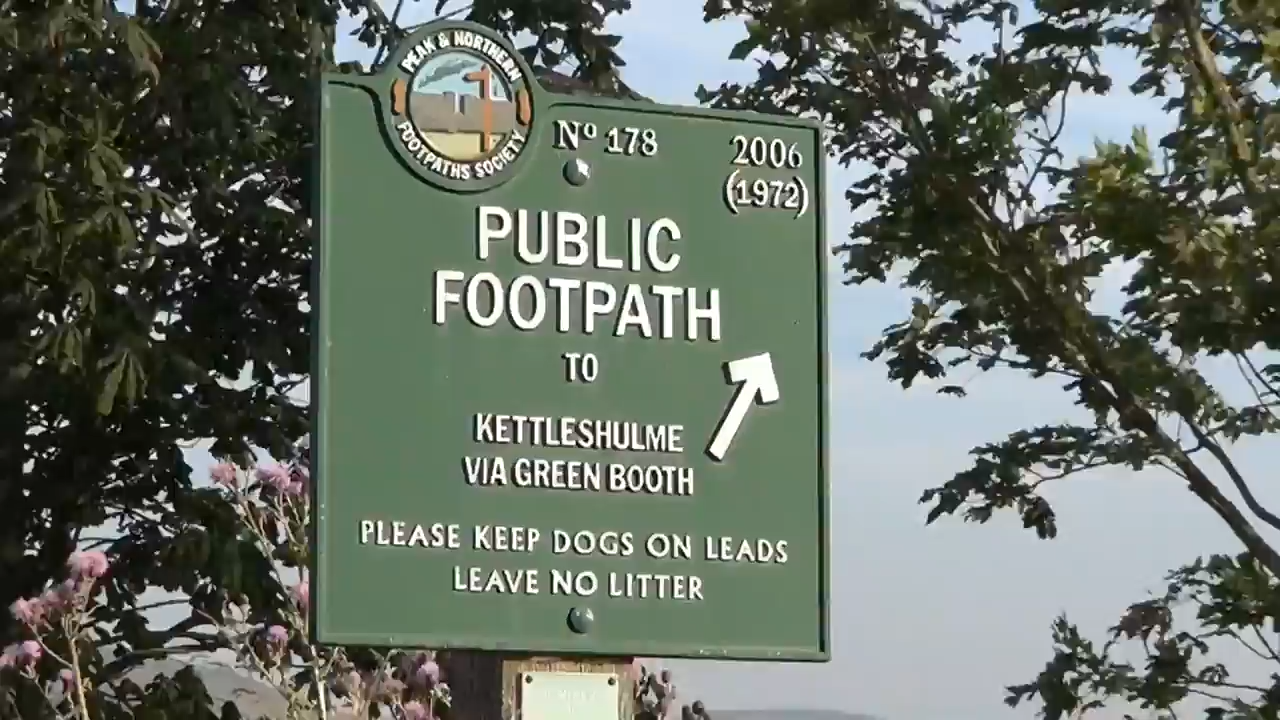 PEAK & NORTHERN
FOOTPATHS SOCIETY
Nº 178
2006
(1972)
PUBLIC
FOOTPATH
TO
KETTLESHULME
VIA GREEN BOOTH
PLEASE KEEP DOGS ON LEADS
LEAVE NO LITTER